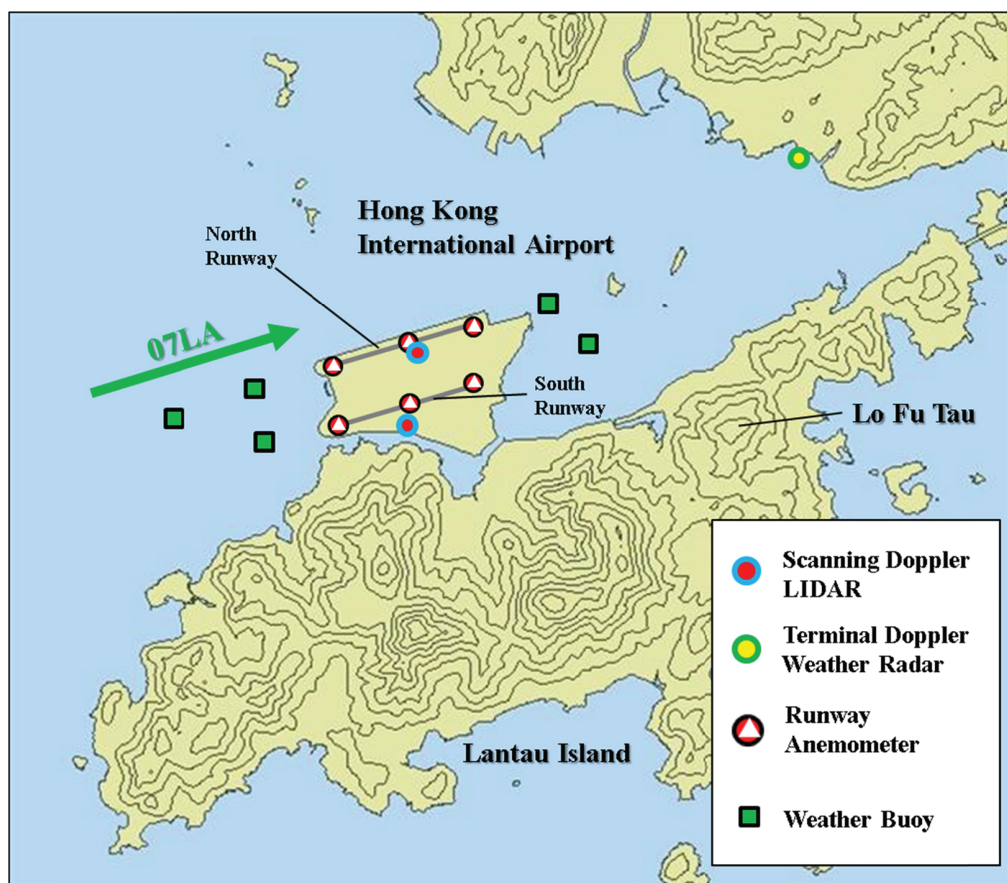 Hong Kong
International Airport
North
Runway
07LA
South
Runway
Lo Fu Tau
Lantau Island
Scanning Doppler
LIDAR
Terminal Doppler
Weather Radar
Runway
Anemometer
Weather Buoy